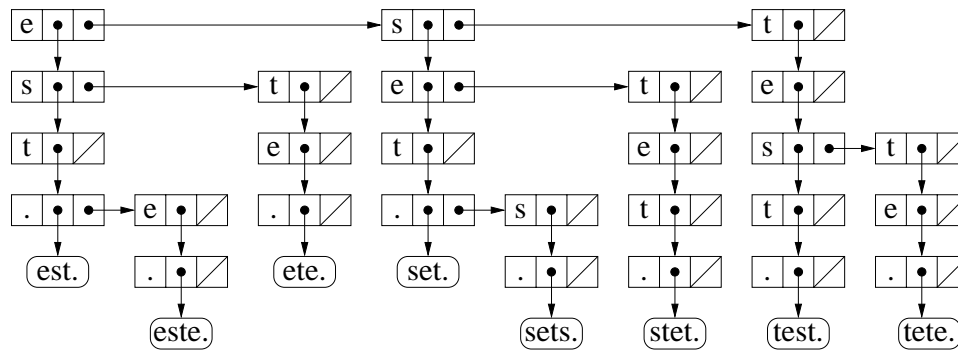 e s t
s t e t e
t e t e s t
. e . . s t t e
est. . ete. set. . . . .
este. sets. stet. test. tete.